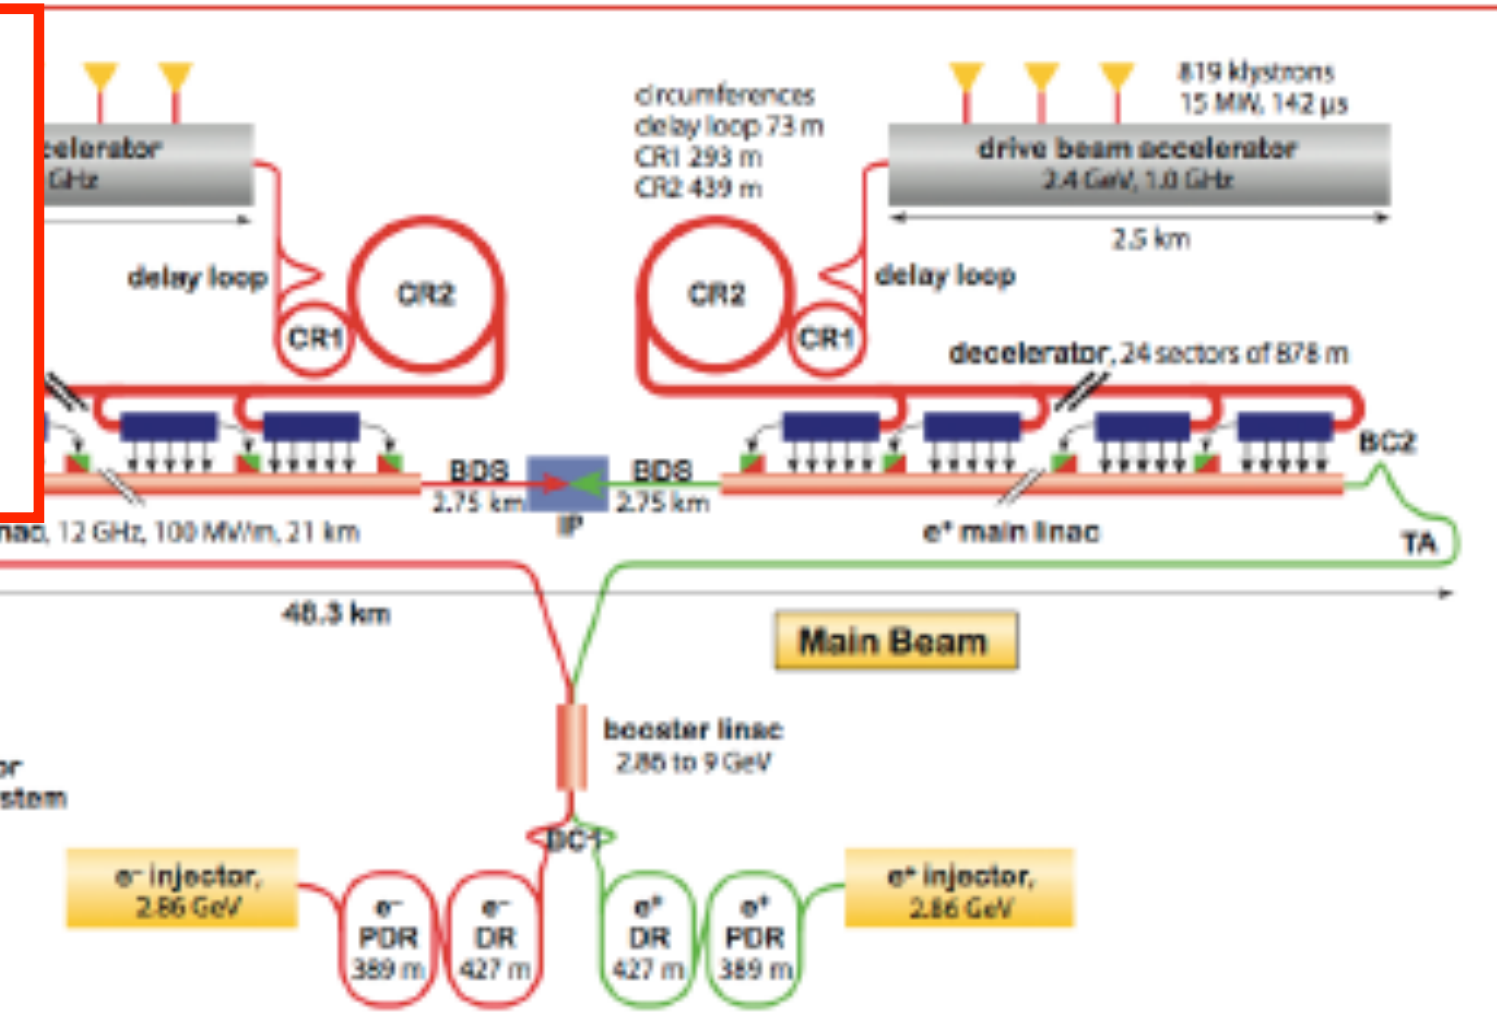 819 klystrons
15 MW, 142 µs
circumferences
delay loop 73 m
CR1 293 m
CR2 439 m
celerator
GHz
drive beam accelerator
2.4 GeV, 1.0 GHz
2.5 km
delay loop
CR2
CR1
CR2
CR1
delay loop
decelerator, 24 sectors of 878 m
BC2
BDS
2.75 km
IP
BDS
2.75 km
nac, 12 GHz, 100 MV/m, 21 km
e⁺ main linac
TA
48.3 km
Main Beam
booster linac
2.86 to 9 GeV
or
stem
BC1
e⁻ injector,
2.86 GeV
e⁻
PDR
389 m
e⁻
DR
427 m
e⁺
DR
427 m
e⁺
PDR
389 m
e⁺ injector,
2.86 GeV